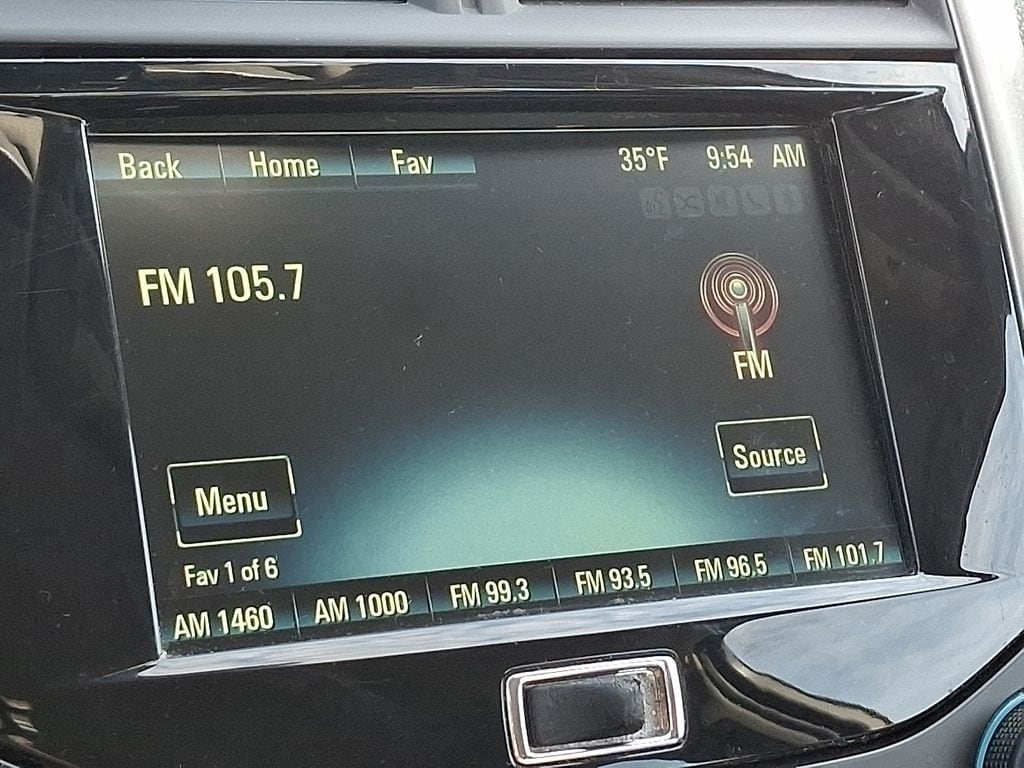 Back Home Fav 35°F 9:54 AM
FM 105.7
FM
Source
Menu
Fav 1 of 6
AM 1460 AM 1000 FM 99.3 FM 93.5 FM 96.5 FM 101.7